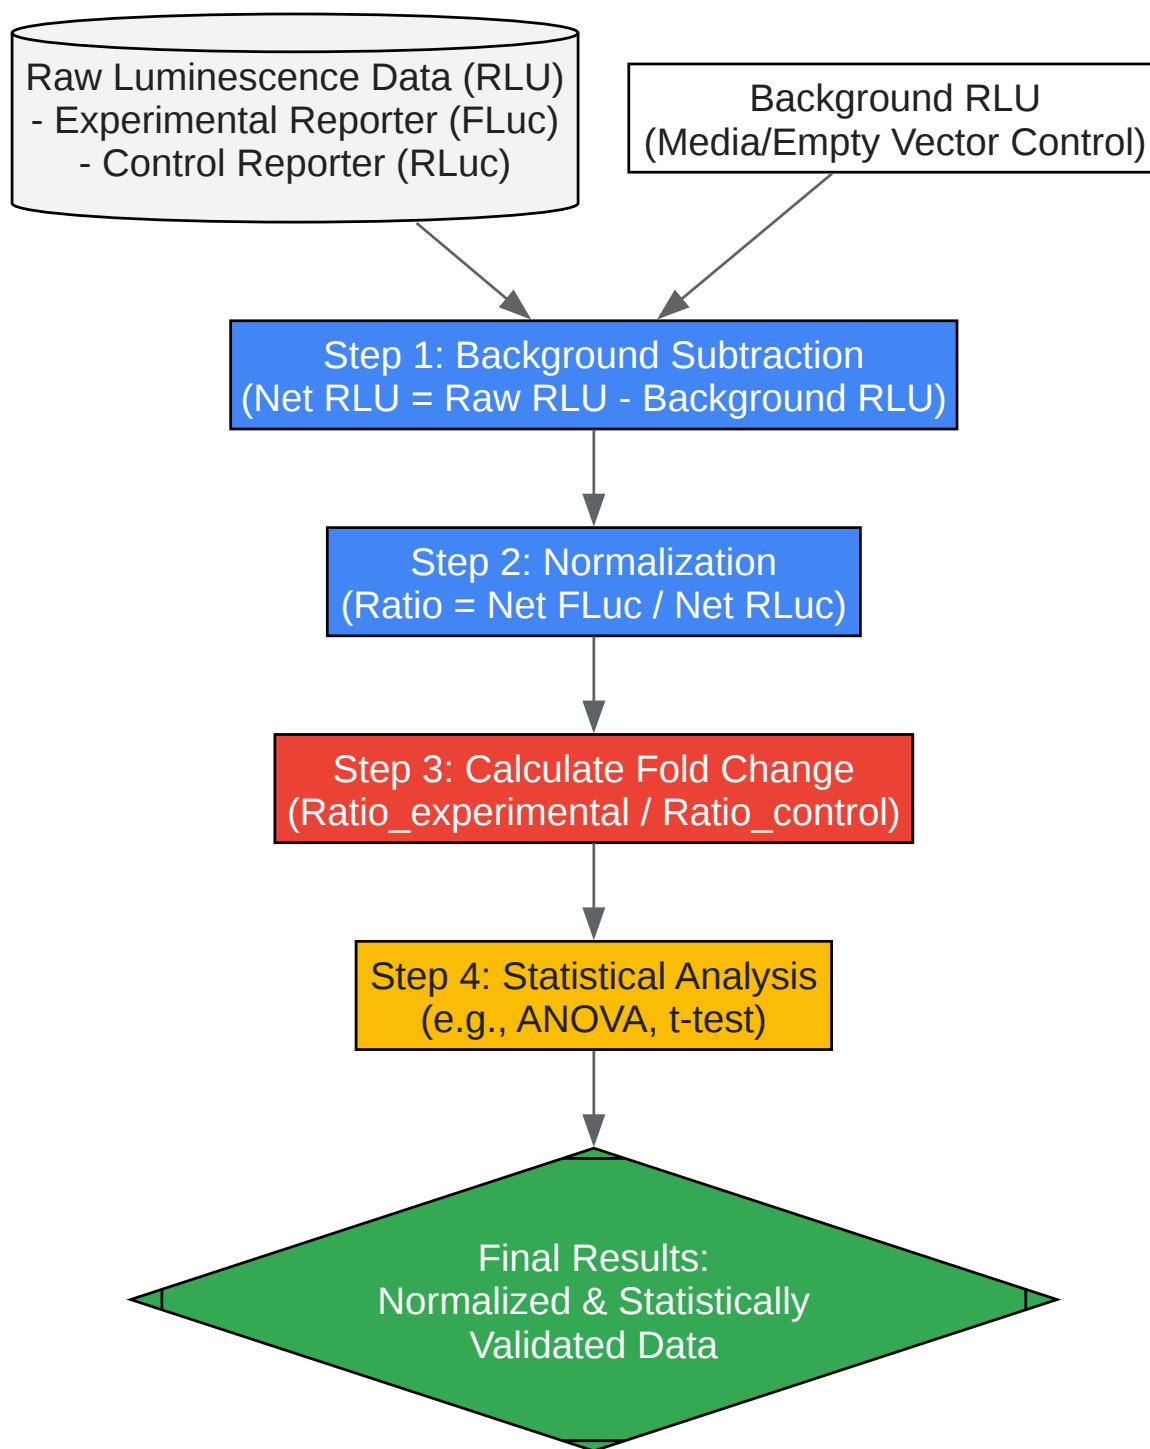 Raw Luminescence Data (RLU)
- Experimental Reporter (FLuc)
- Control Reporter (RLuc)
Background RLU
(Media/Empty Vector Control)
Step 1: Background Subtraction
(Net RLU = Raw RLU - Background RLU)
Step 2: Normalization
(Ratio = Net FLuc / Net RLuc)
Step 3: Calculate Fold Change
(Ratio_experimental / Ratio_control)
Step 4: Statistical Analysis
(e.g., ANOVA, t-test)
Final Results:
Normalized & Statistically
Validated Data